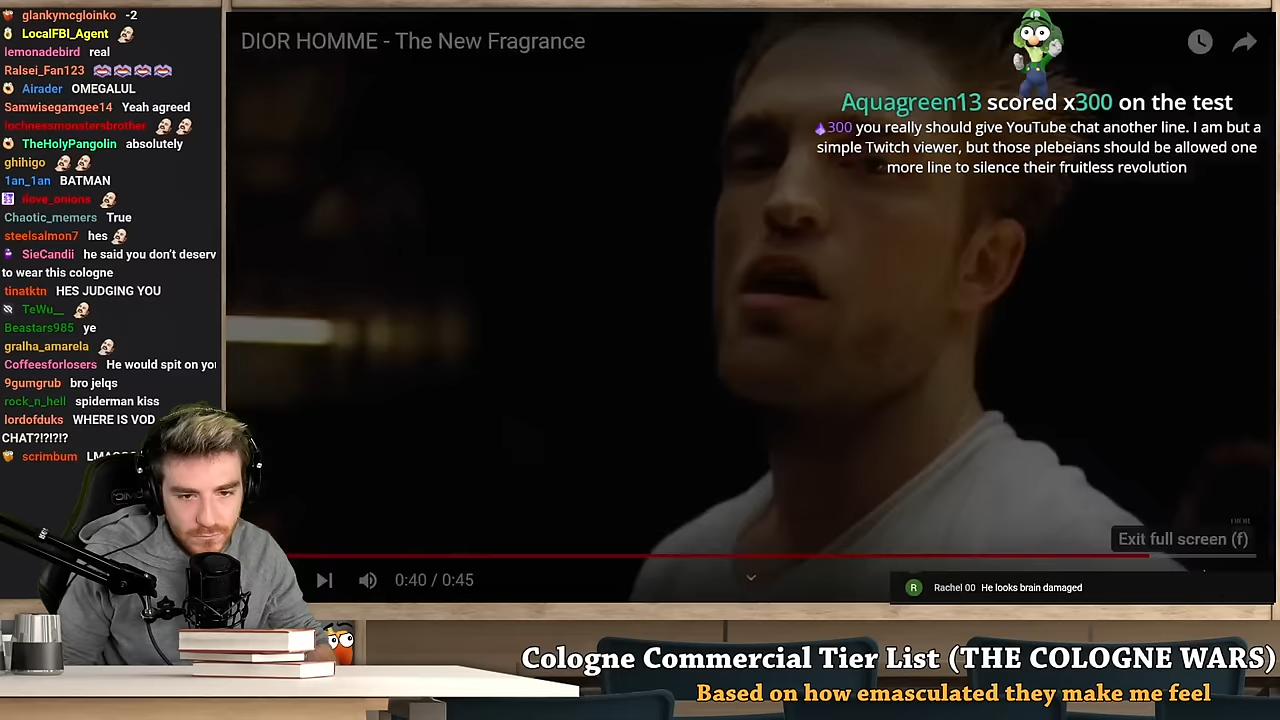 glankymcgloinko -2
LocalFBI_Agent
lemonadebird real
Ralsei_Fan123
Airader OMEGALUL
Samwisegamgee14 Yeah agreed
lochnessmonstersbrother
TheHolyPangolin absolutely
ghihigo
1an_1an BATMAN
ilove_onions
Chaotic_memers True
steelsalmon7 hes
SieCandii he said you don't deserv
to wear this cologne
tinatktn HES JUDGING YOU
TeWu__
Beastars985 ye
gralha_amarela
Coffeesforlosers He would spit on you
9gumgrub bro jelqs
rock_n_hell spiderman kiss
lordofduks WHERE IS VOD
CHAT?!?!?!?
scrimbum
DIOR HOMME - The New Fragrance
Aquagreen13 scored x300 on the test
300 you really should give YouTube chat another line. I am but a
simple Twitch viewer, but those plebeians should be allowed one
more line to silence their fruitless revolution
DIOR
Exit full screen (f)
0:40 / 0:45
R Rachel 00 He looks brain damaged
Cologne Commercial Tier List (THE COLOGNE WARS)
Based on how emasculated they make me feel